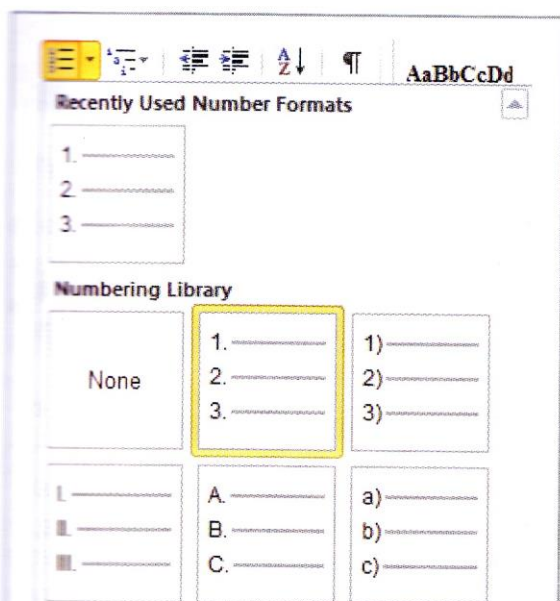 AaBbCcDd
Recently Used Number Formats
1.
2.
3.
Numbering Library
None
1.
2.
3.
1)
2)
3)
I.
II.
III.
A.
B.
C.
a)
b)
c)